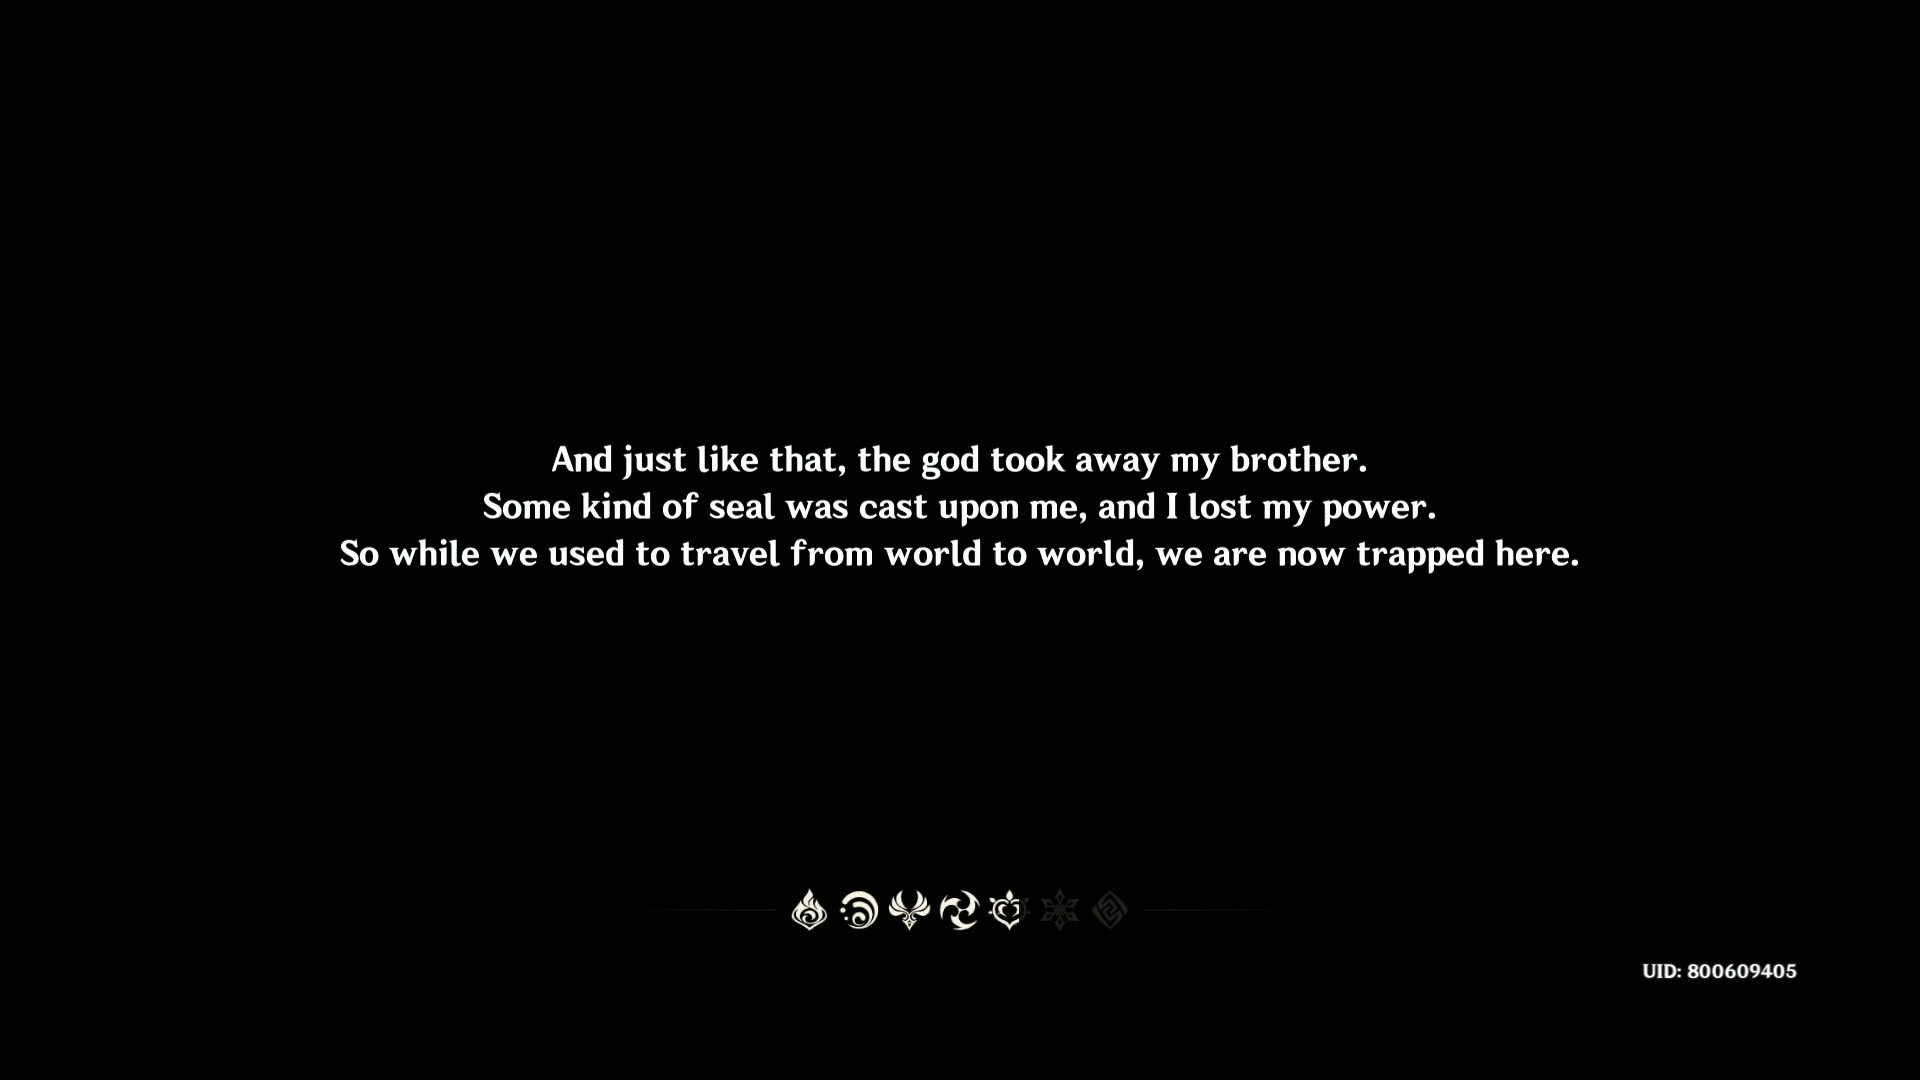 And just like that, the god took away my brother.
Some kind of seal was cast upon me, and I lost my power.
So while we used to travel from world to world, we are now trapped here.
UID: 800609405